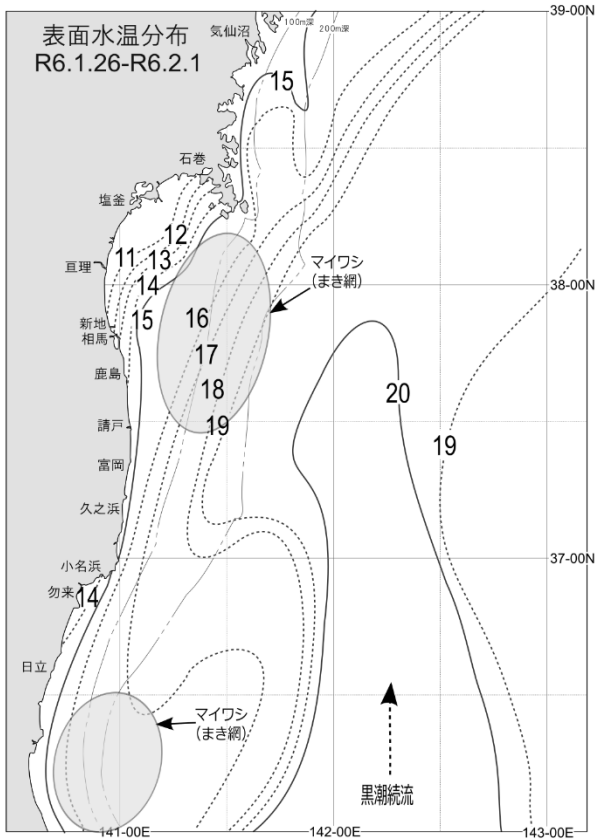 表面水温分布
R6.1.26-R6.2.1
気仙沼
100m深
200m深
39-00N
15
石巻
塩釜
12
11
13
亘理
14
マイワシ
(まき網)
38-00N
15
16
新地
相馬
17
鹿島
18
20
19
請戸
19
富岡
久之浜
37-00N
小名浜
勿来
14
日立
マイワシ
(まき網)
黒潮続流
141-00E
142-00E
143-00E